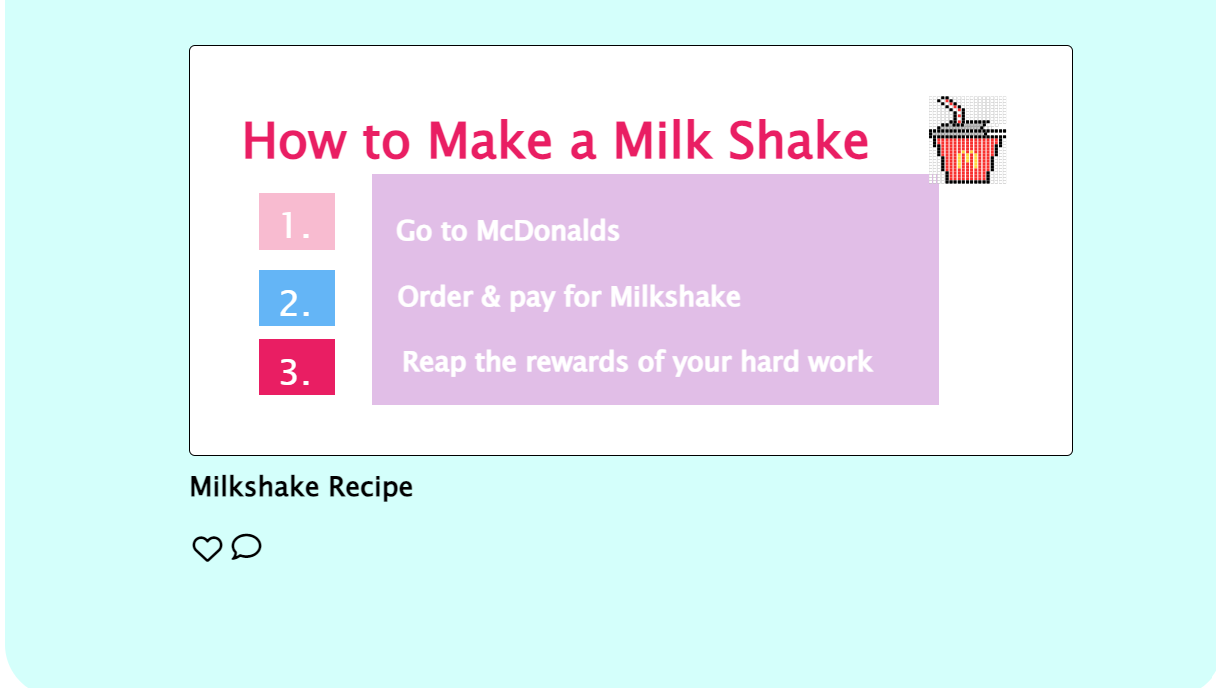 How to Make a Milk Shake
1. Go to McDonalds
2. Order & pay for Milkshake
3. Reap the rewards of your hard work
Milkshake Recipe